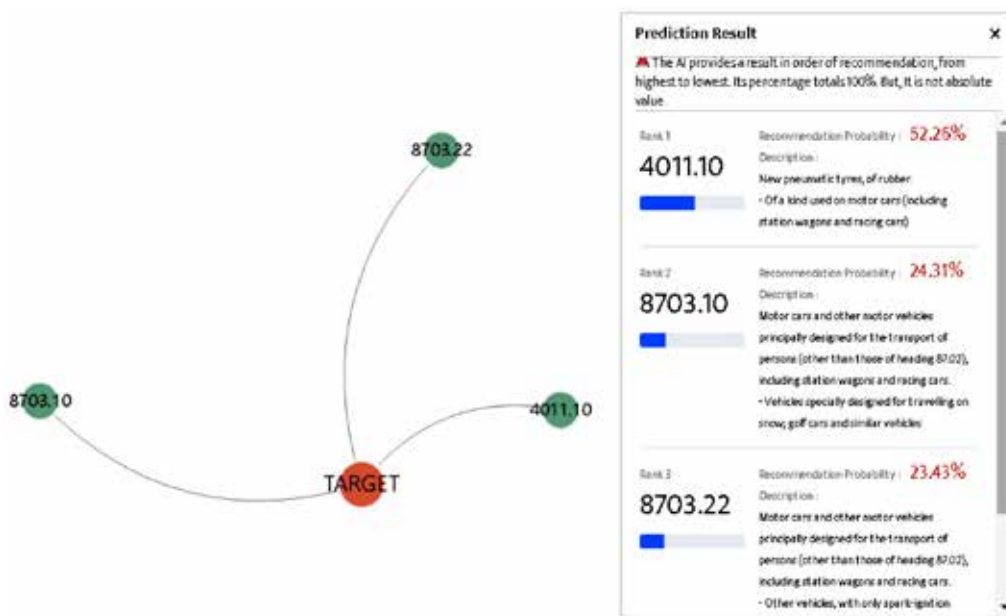 8703.22
8703.10
4011.10
TARGET
Prediction Result
×
The AI provides a result in order of recommendation, from
highest to lowest. Its percentage totals 100%. But, it is not absolute
value.
Rank 1
4011.10
Recommendation Probability : 52.26%
Description :
New pneumatic tyres, of rubber
- Of a kind used on motor cars (including
station wagons and racing cars)
Rank 2
8703.10
Recommendation Probability : 24.31%
Description :
Motor cars and other motor vehicles
principally designed for the transport of
persons (other than those of heading 87.02),
including station wagons and racing cars.
- Vehicles specially designed for travelling on
snow; golf cars and similar vehicles
Rank 3
8703.22
Recommendation Probability : 23.43%
Description :
Motor cars and other motor vehicles
principally designed for the transport of
persons (other than those of heading 87.02),
including station wagons and racing cars.
- Other vehicles, with only spark-ignition